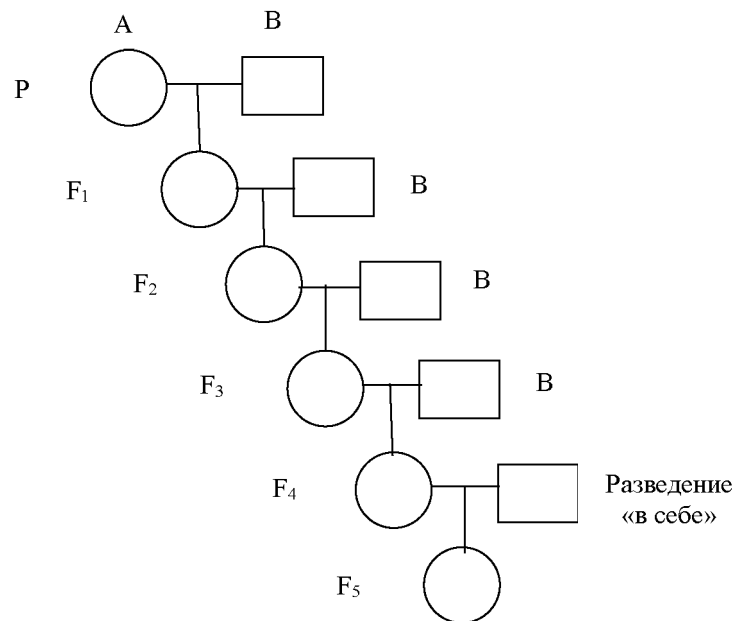 A B
P
F₁ B
F₂ B
F₃ B
F₄ Разведение
«в себе»
F₅